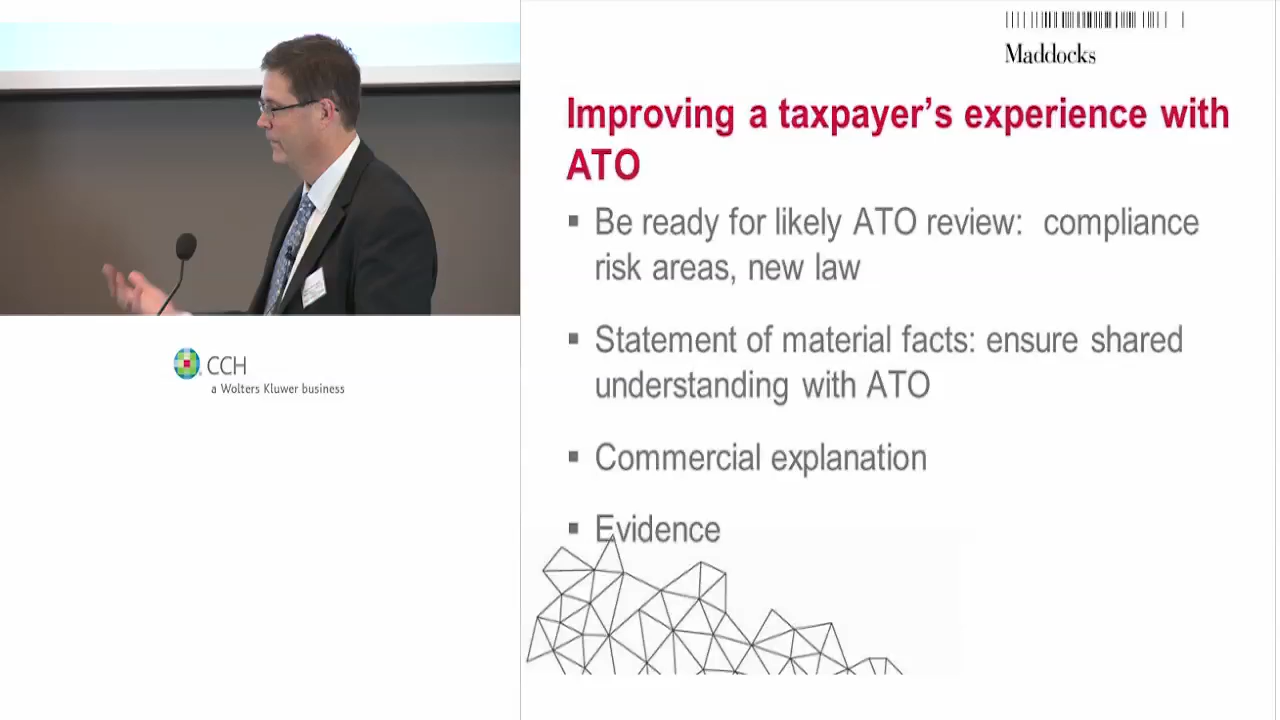 Maddocks
Improving a taxpayer's experience with
ATO
▪ Be ready for likely ATO review:  compliance
risk areas, new law
▪ Statement of material facts: ensure shared
understanding with ATO
▪ Commercial explanation
▪ Evidence
CCH
a Wolters Kluwer business